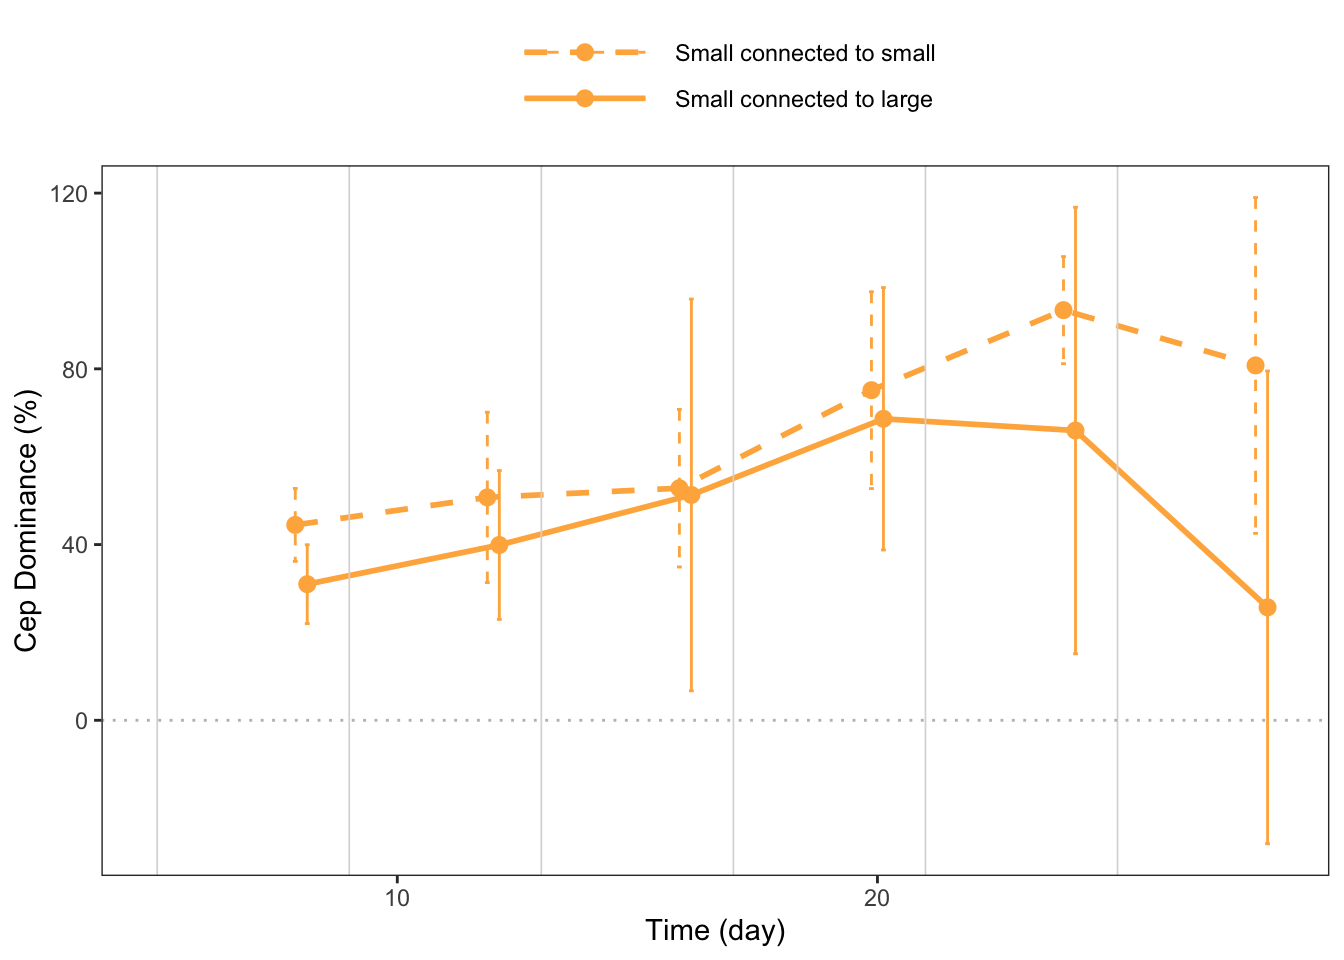 Small connected to small
Small connected to large
120
80
40
0
Cep Dominance (%)
10
20
Time (day)